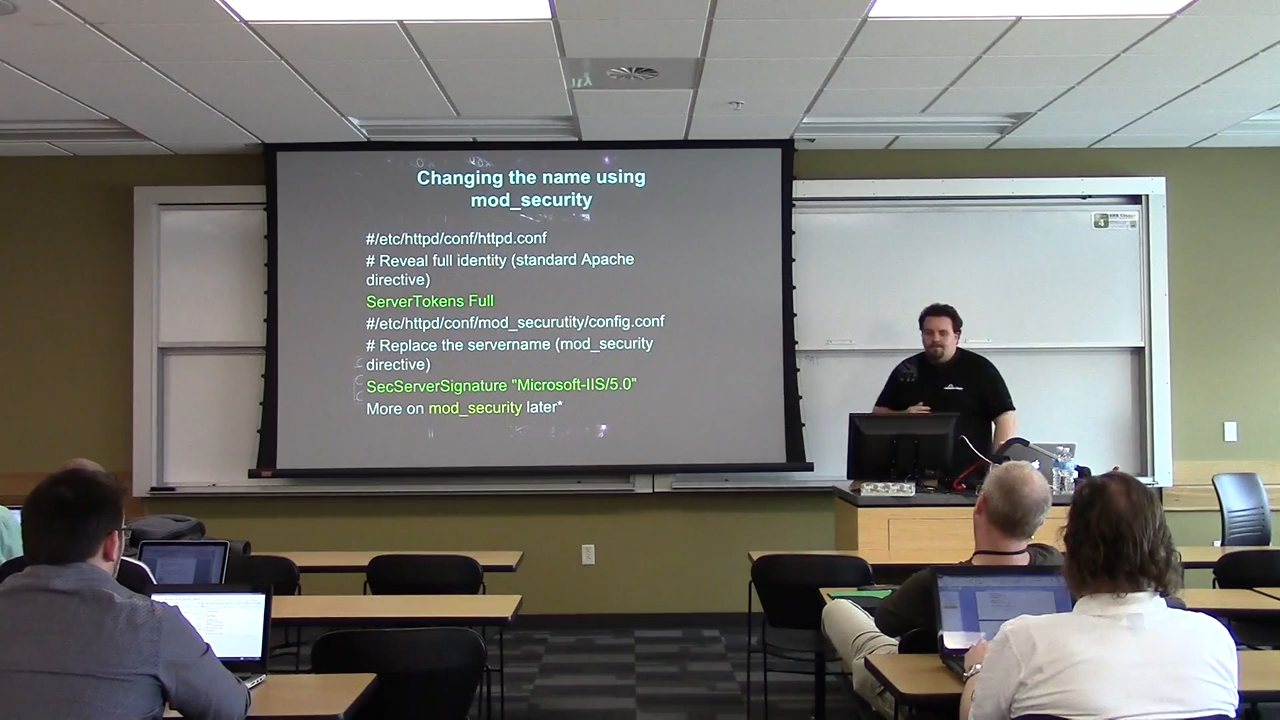 Changing the name using
mod_security
#/etc/httpd/conf/httpd.conf
# Reveal full identity (standard Apache
directive)
ServerTokens Full
#/etc/httpd/conf/mod_securutity/config.conf
# Replace the servername (mod_security
directive)
SecServerSignature "Microsoft-IIS/5.0"
More on mod_security later*